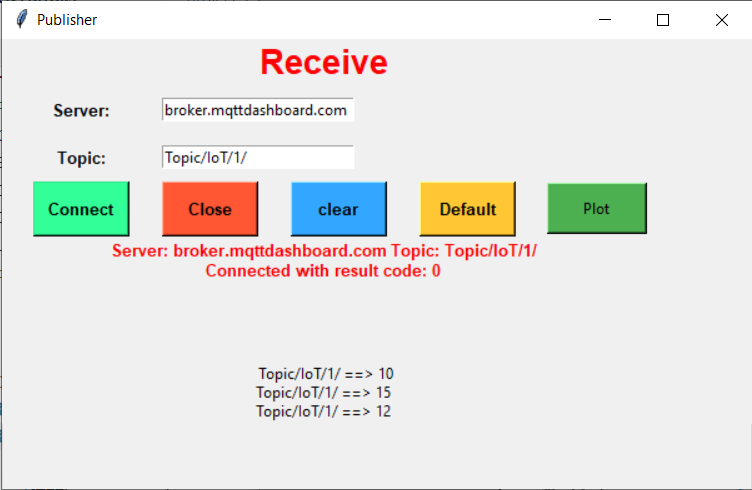 Publisher
Receive
Server: broker.mqttdashboard.com
Topic: Topic/IoT/1/
Connect Close clear Default Plot
Server: broker.mqttdashboard.com Topic: Topic/IoT/1/
Connected with result code: 0
Topic/IoT/1/ ==> 10
Topic/IoT/1/ ==> 15
Topic/IoT/1/ ==> 12